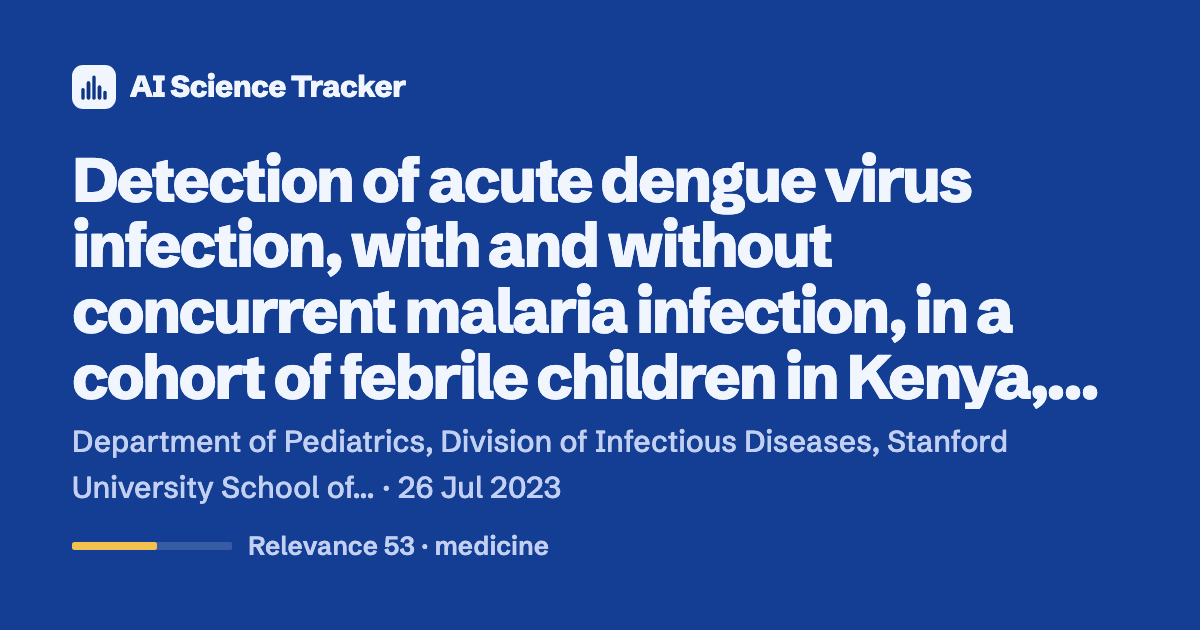 AI Science Tracker
Detection of acute dengue virus
infection, with and without
concurrent malaria infection, in a
cohort of febrile children in Kenya,...
Department of Pediatrics, Division of Infectious Diseases, Stanford
University School of... · 26 Jul 2023
Relevance 53 · medicine